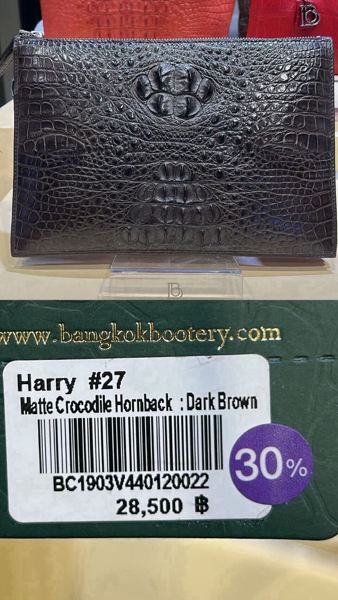 www.bangkokbootery.com
Harry #27
Matte Crocodile Hornback : Dark Brown
30%
BC1903V440120022
28,500 ฿